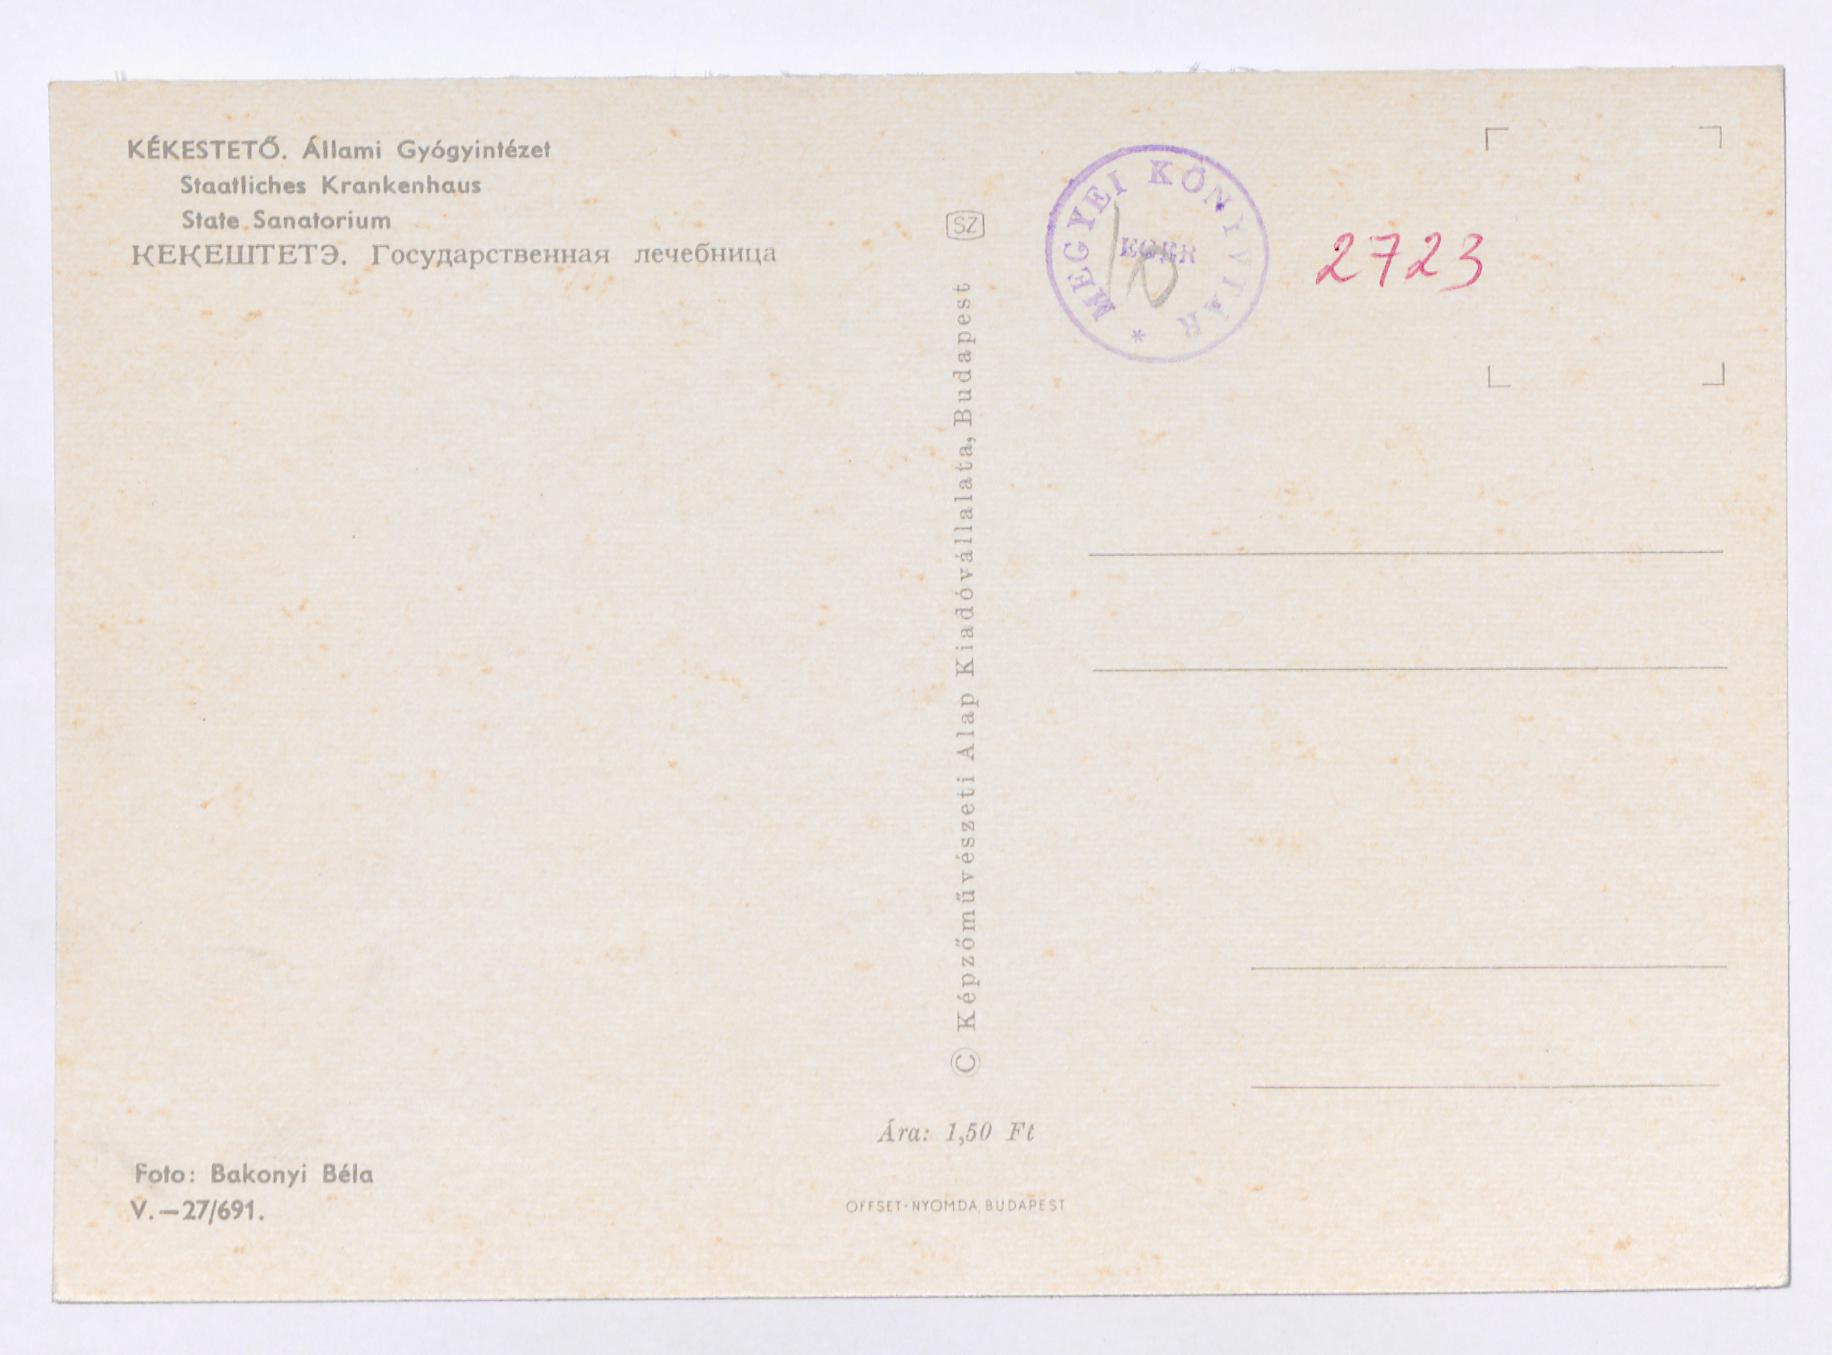 KÉKESTETŐ. Állami Gyógyintézet
Staatliches Krankenhaus
State Sanatorium
КЕКЕШТЕТЭ. Государственная лечебница
SZ
© Képzőművészeti Alap Kiadóvállalata, Budapest
MEGYEI KÖNYVTÁR *
EGER
2723
Ára: 1,50 Ft
Foto: Bakonyi Béla
V.—27/691.
OFFSET-NYOMDA, BUDAPEST